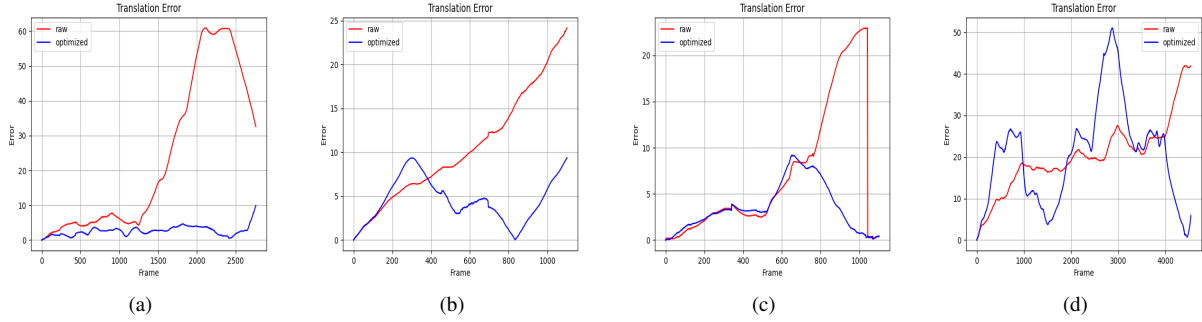 Translation Error
raw
optimized
Error
60
50
40
30
20
10
0
0 500 1000 1500 2000 2500
Frame
(a)
Translation Error
raw
optimized
Error
25
20
15
10
5
0
0 200 400 600 800 1000
Frame
(b)
Translation Error
raw
optimized
Error
20
15
10
5
0
0 200 400 600 800 1000
Frame
(c)
Translation Error
raw
optimized
Error
50
40
30
20
10
0
0 1000 2000 3000 4000
Frame
(d)